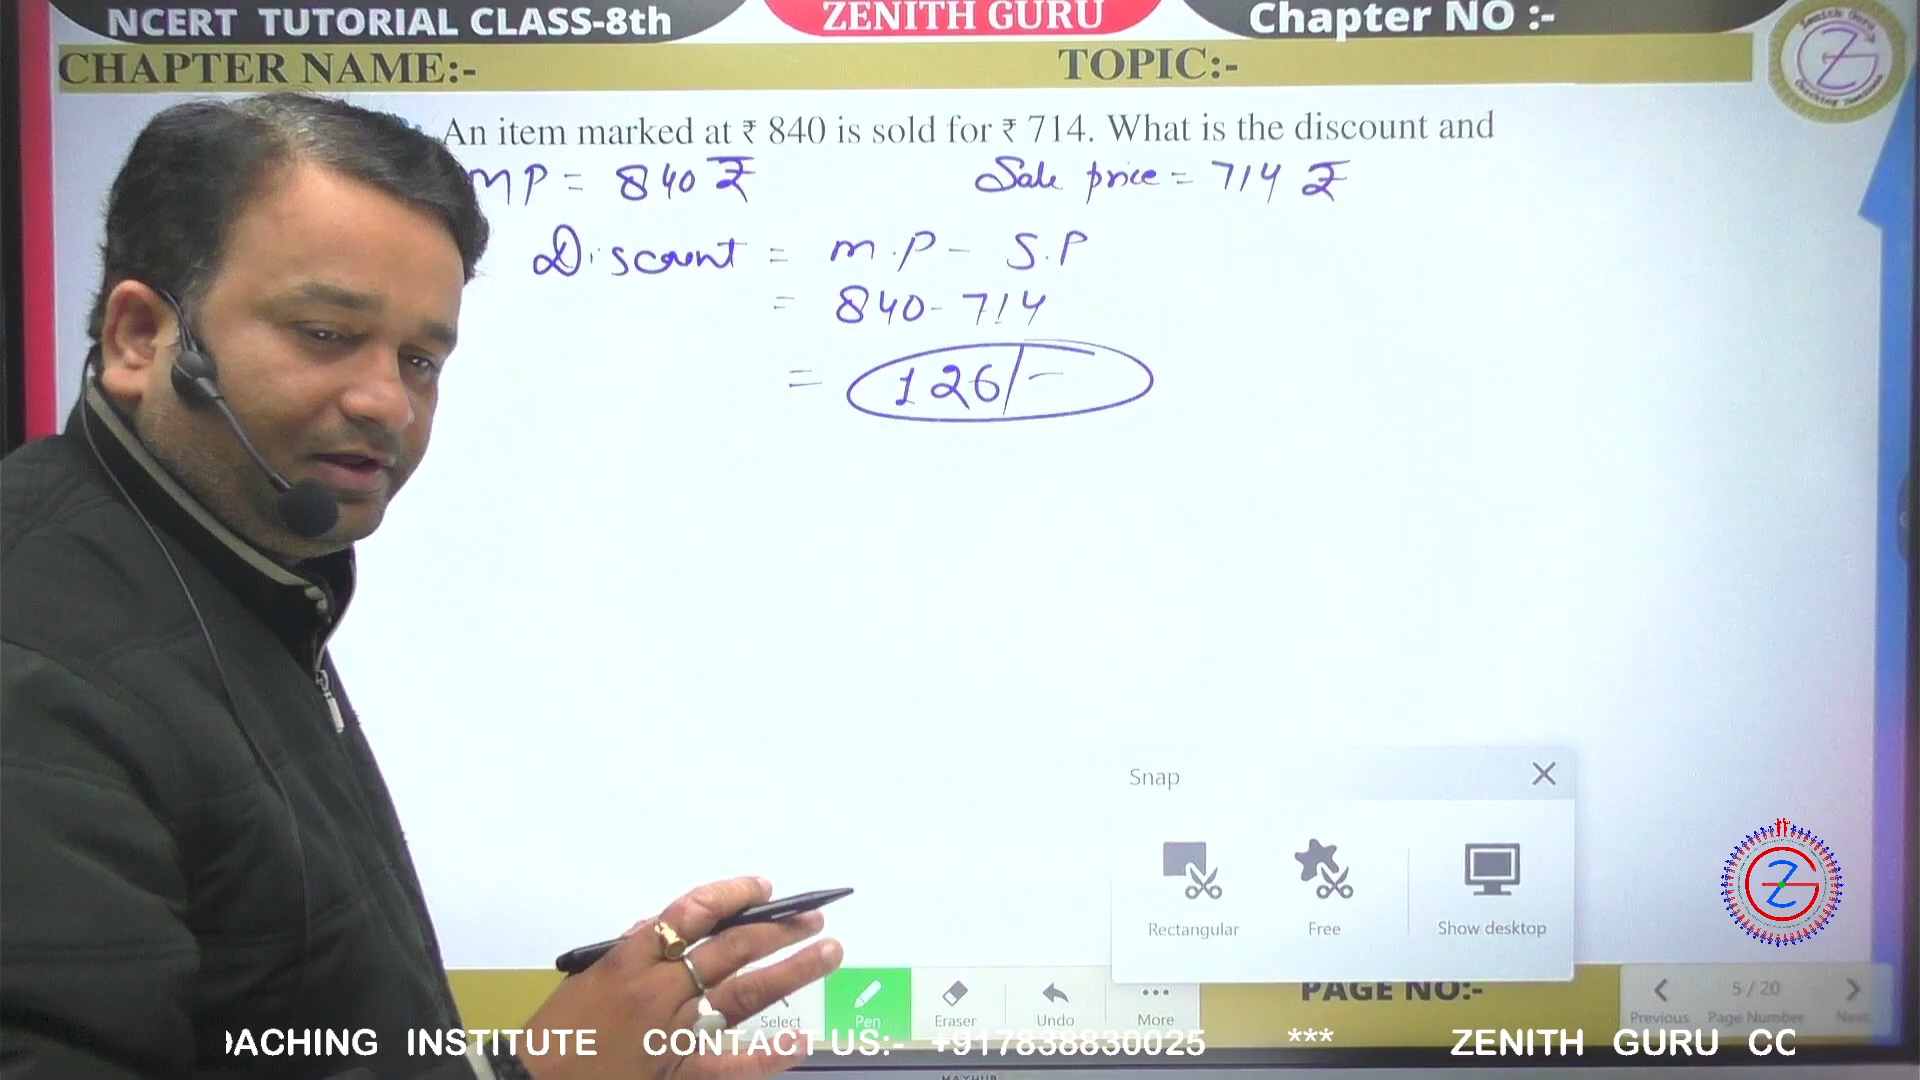 NCERT TUTORIAL CLASS-8th
ZENITH GURU
Chapter NO :-
CHAPTER NAME:-
TOPIC:-
An item marked at ₹ 840 is sold for ₹ 714. What is the discount and
MP = 840 ₹
Sale price = 714 ₹
Discount = M.P - S.P
= 840 - 714
= 126/-
Snap
Rectangular
Free
Show desktop
PAGE NO:-
Select
Pen
Eraser
Undo
More
Previous
5 / 20
Page Number
Next
OACHING INSTITUTE CONTACT US:- +917838830025 *** ZENITH GURU CO